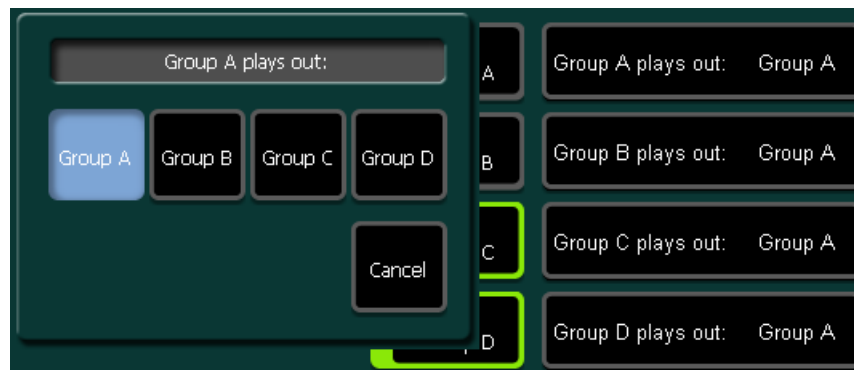 Group A plays out:
Group A
Group B
Group C
Group D
Cancel
A
Group A plays out: Group A
B
Group B plays out: Group A
C
Group C plays out: Group A
D
Group D plays out: Group A